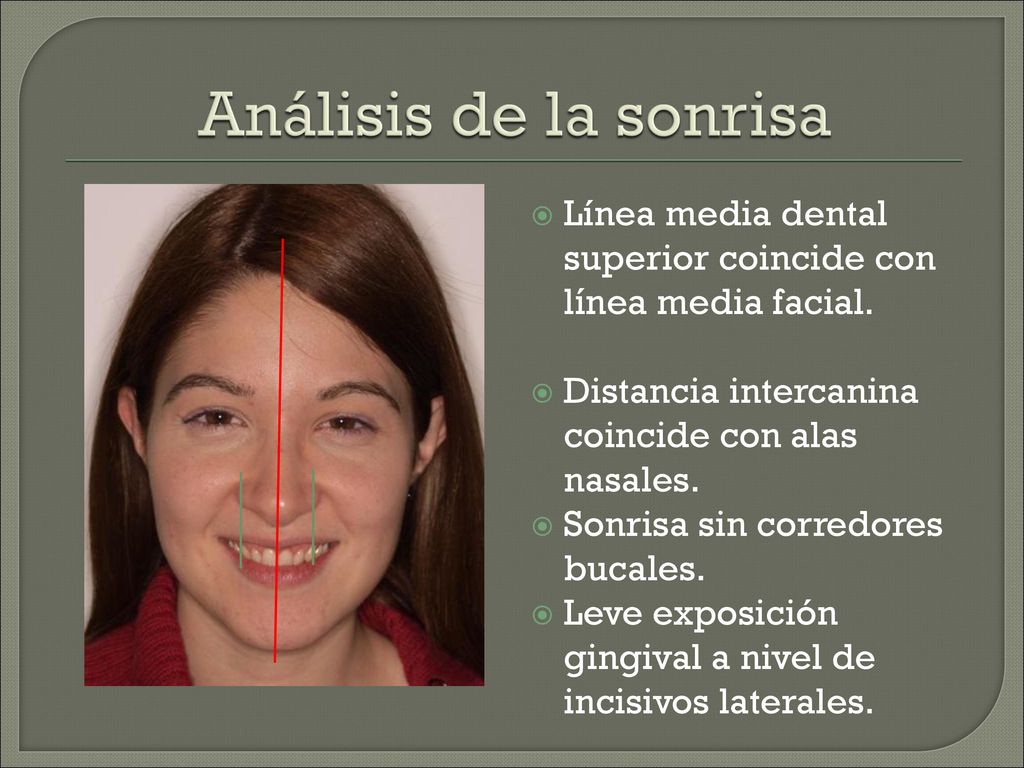 Análisis de la sonrisa
Línea media dental
superior coincide con
línea media facial.
Distancia intercanina
coincide con alas
nasales.
Sonrisa sin corredores
bucales.
Leve exposición
gingival a nivel de
incisivos laterales.